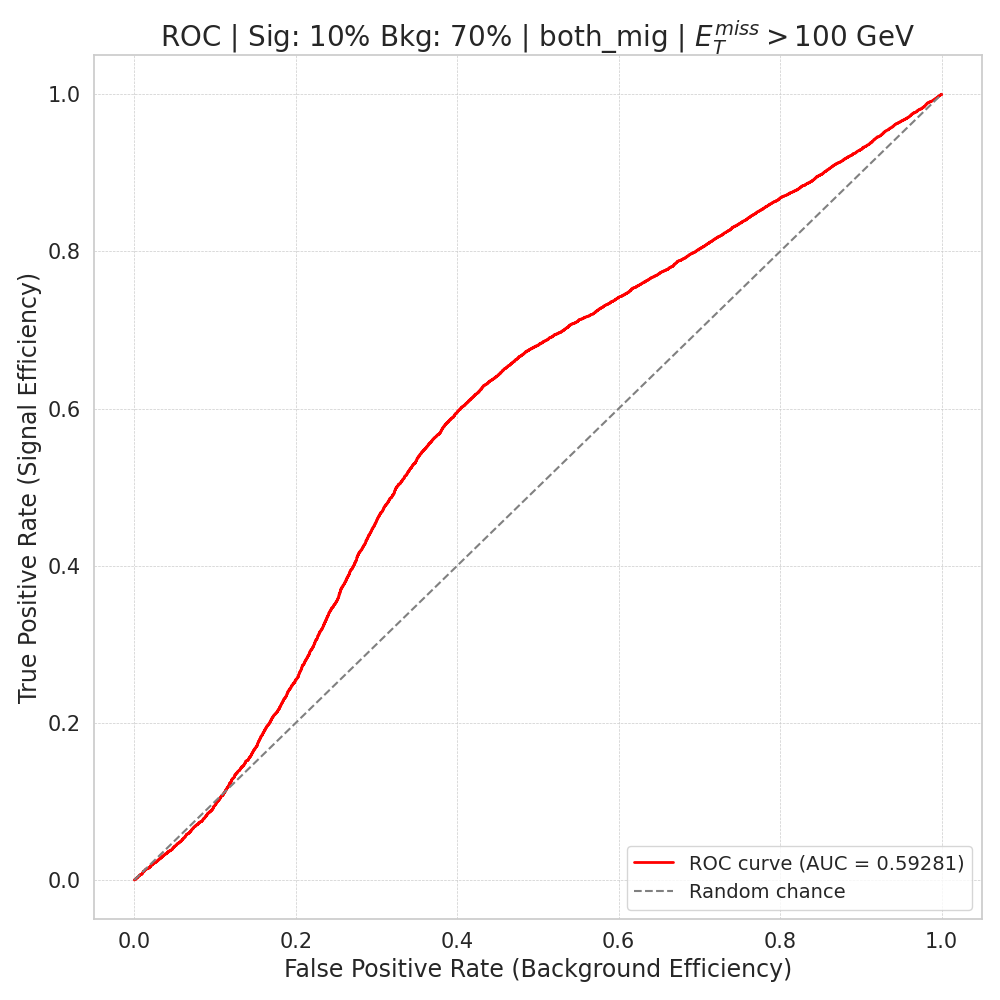 ROC | Sig: 10% Bkg: 70% | both_mig | $E_T^{miss} > 100$ GeV
True Positive Rate (Signal Efficiency)
1.0
0.8
0.6
0.4
0.2
0.0
ROC curve (AUC = 0.59281)
Random chance
0.0 0.2 0.4 0.6 0.8 1.0
False Positive Rate (Background Efficiency)